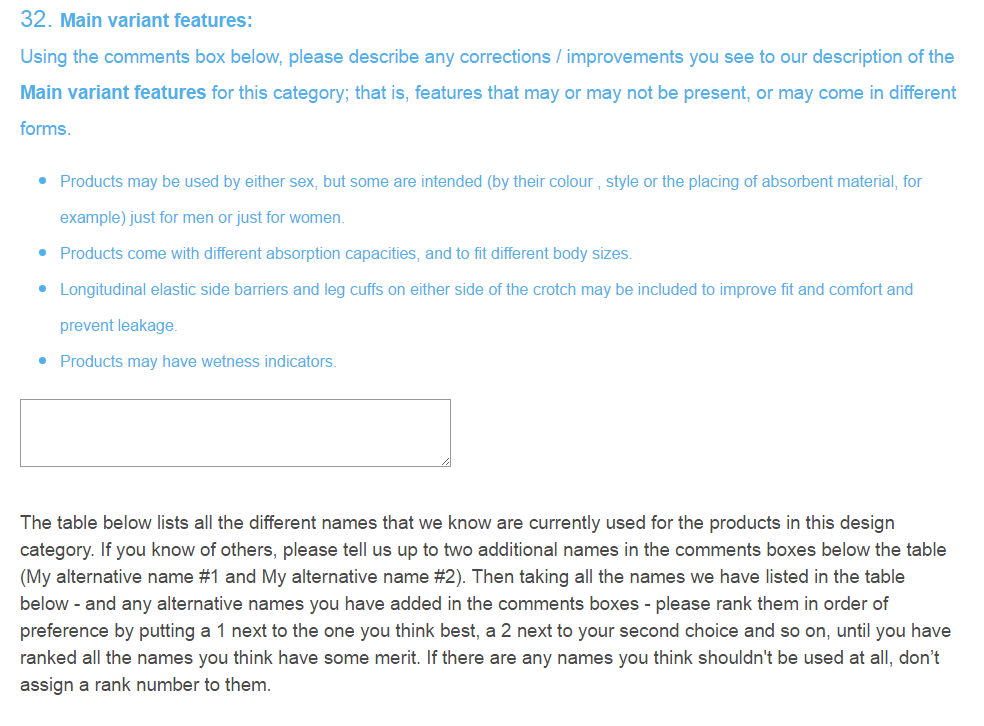 32. Main variant features:
Using the comments box below, please describe any corrections / improvements you see to our description of the
Main variant features for this category; that is, features that may or may not be present, or may come in different
forms.
• Products may be used by either sex, but some are intended (by their colour , style or the placing of absorbent material, for
example) just for men or just for women.
• Products come with different absorption capacities, and to fit different body sizes.
• Longitudinal elastic side barriers and leg cuffs on either side of the crotch may be included to improve fit and comfort and
prevent leakage.
• Products may have wetness indicators.
The table below lists all the different names that we know are currently used for the products in this design
category. If you know of others, please tell us up to two additional names in the comments boxes below the table
(My alternative name #1 and My alternative name #2). Then taking all the names we have listed in the table
below - and any alternative names you have added in the comments boxes - please rank them in order of
preference by putting a 1 next to the one you think best, a 2 next to your second choice and so on, until you have
ranked all the names you think have some merit. If there are any names you think shouldn't be used at all, don’t
assign a rank number to them.